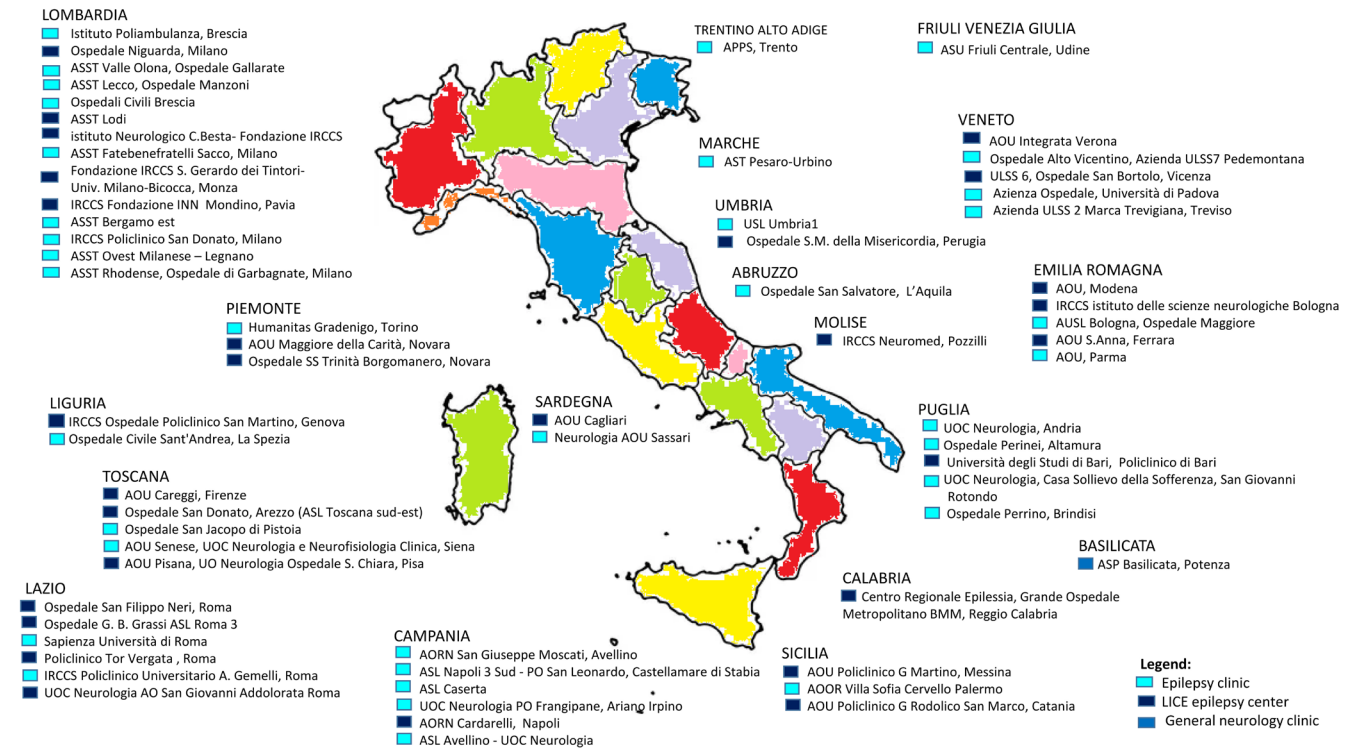 LOMBARDIA
Istituto Poliambulanza, Brescia
Ospedale Niguarda, Milano
ASST Valle Olona, Ospedale Gallarate
ASST Lecco, Ospedale Manzoni
Ospedali Civili Brescia
ASST Lodi
istituto Neurologico C.Besta- Fondazione IRCCS
ASST Fatebenefratelli Sacco, Milano
Fondazione IRCCS S. Gerardo dei Tintori-
Univ. Milano-Bicocca, Monza
IRCCS Fondazione INN  Mondino, Pavia
ASST Bergamo est
IRCCS Policlinico San Donato, Milano
ASST Ovest Milanese – Legnano
ASST Rhodense, Ospedale di Garbagnate, Milano
TRENTINO ALTO ADIGE
APPS, Trento
FRIULI VENEZIA GIULIA
ASU Friuli Centrale, Udine
VENETO
AOU Integrata Verona
Ospedale Alto Vicentino, Azienda ULSS7 Pedemontana
ULSS 6, Ospedale San Bortolo, Vicenza
Azienza Ospedale, Università di Padova
Azienda ULSS 2 Marca Trevigiana, Treviso
MARCHE
AST Pesaro-Urbino
UMBRIA
USL Umbria1
Ospedale S.M. della Misericordia, Perugia
ABRUZZO
Ospedale San Salvatore,  L'Aquila
EMILIA ROMAGNA
AOU, Modena
IRCCS istituto delle scienze neurologiche Bologna
AUSL Bologna, Ospedale Maggiore
AOU S.Anna, Ferrara
AOU, Parma
MOLISE
IRCCS Neuromed, Pozzilli
PIEMONTE
Humanitas Gradenigo, Torino
AOU Maggiore della Carità, Novara
Ospedale SS Trinità Borgomanero, Novara
LIGURIA
IRCCS Ospedale Policlinico San Martino, Genova
Ospedale Civile Sant'Andrea, La Spezia
SARDEGNA
AOU Cagliari
Neurologia AOU Sassari
PUGLIA
UOC Neurologia, Andria
Ospedale Perinei, Altamura
Università degli Studi di Bari,  Policlinico di Bari
UOC Neurologia, Casa Sollievo della Sofferenza, San Giovanni
Rotondo
Ospedale Perrino, Brindisi
TOSCANA
AOU Careggi, Firenze
Ospedale San Donato, Arezzo (ASL Toscana sud-est)
Ospedale San Jacopo di Pistoia
AOU Senese, UOC Neurologia e Neurofisiologia Clinica, Siena
AOU Pisana, UO Neurologia Ospedale S. Chiara, Pisa
BASILICATA
ASP Basilicata, Potenza
LAZIO
Ospedale San Filippo Neri, Roma
Ospedale G. B. Grassi ASL Roma 3
Sapienza Università di Roma
Policlinico Tor Vergata , Roma
IRCCS Policlinico Universitario A. Gemelli, Roma
UOC Neurologia AO San Giovanni Addolorata Roma
CALABRIA
Centro Regionale Epilessia, Grande Ospedale
Metropolitano BMM, Reggio Calabria
CAMPANIA
AORN San Giuseppe Moscati, Avellino
ASL Napoli 3 Sud - PO San Leonardo, Castellamare di Stabia
ASL Caserta
UOC Neurologia PO Frangipane, Ariano Irpino
AORN Cardarelli,  Napoli
ASL Avellino - UOC Neurologia
SICILIA
AOU Policlinico G Martino, Messina
AOOR Villa Sofia Cervello Palermo
AOU Policlinico G Rodolico San Marco, Catania
Legend:
Epilepsy clinic
LICE epilepsy center
General neurology clinic